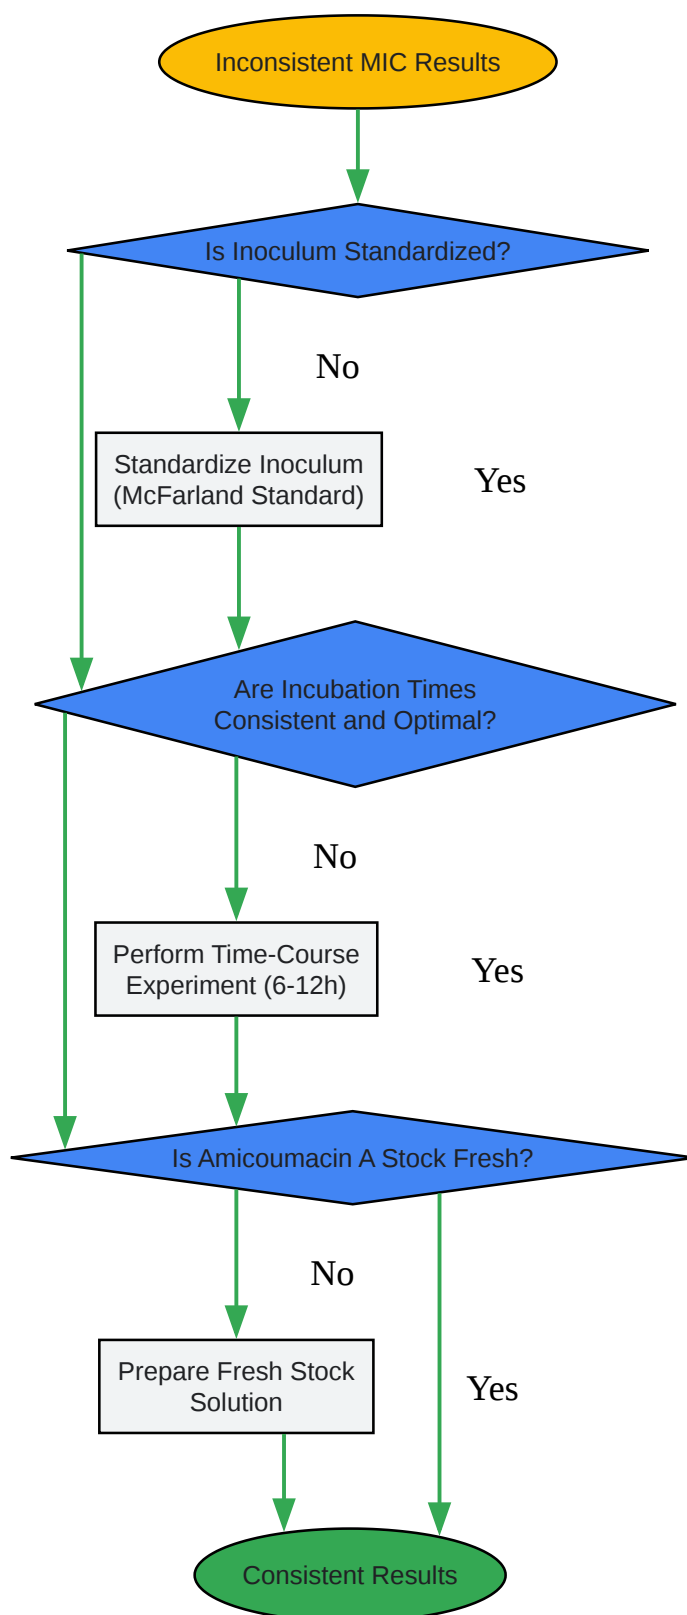 Inconsistent MIC Results
Is Inoculum Standardized?
No
Standardize Inoculum
(McFarland Standard)
Yes
Are Incubation Times
Consistent and Optimal?
No
Perform Time-Course
Experiment (6-12h)
Yes
Is Amicoumacin A Stock Fresh?
No
Prepare Fresh Stock
Solution
Yes
Consistent Results